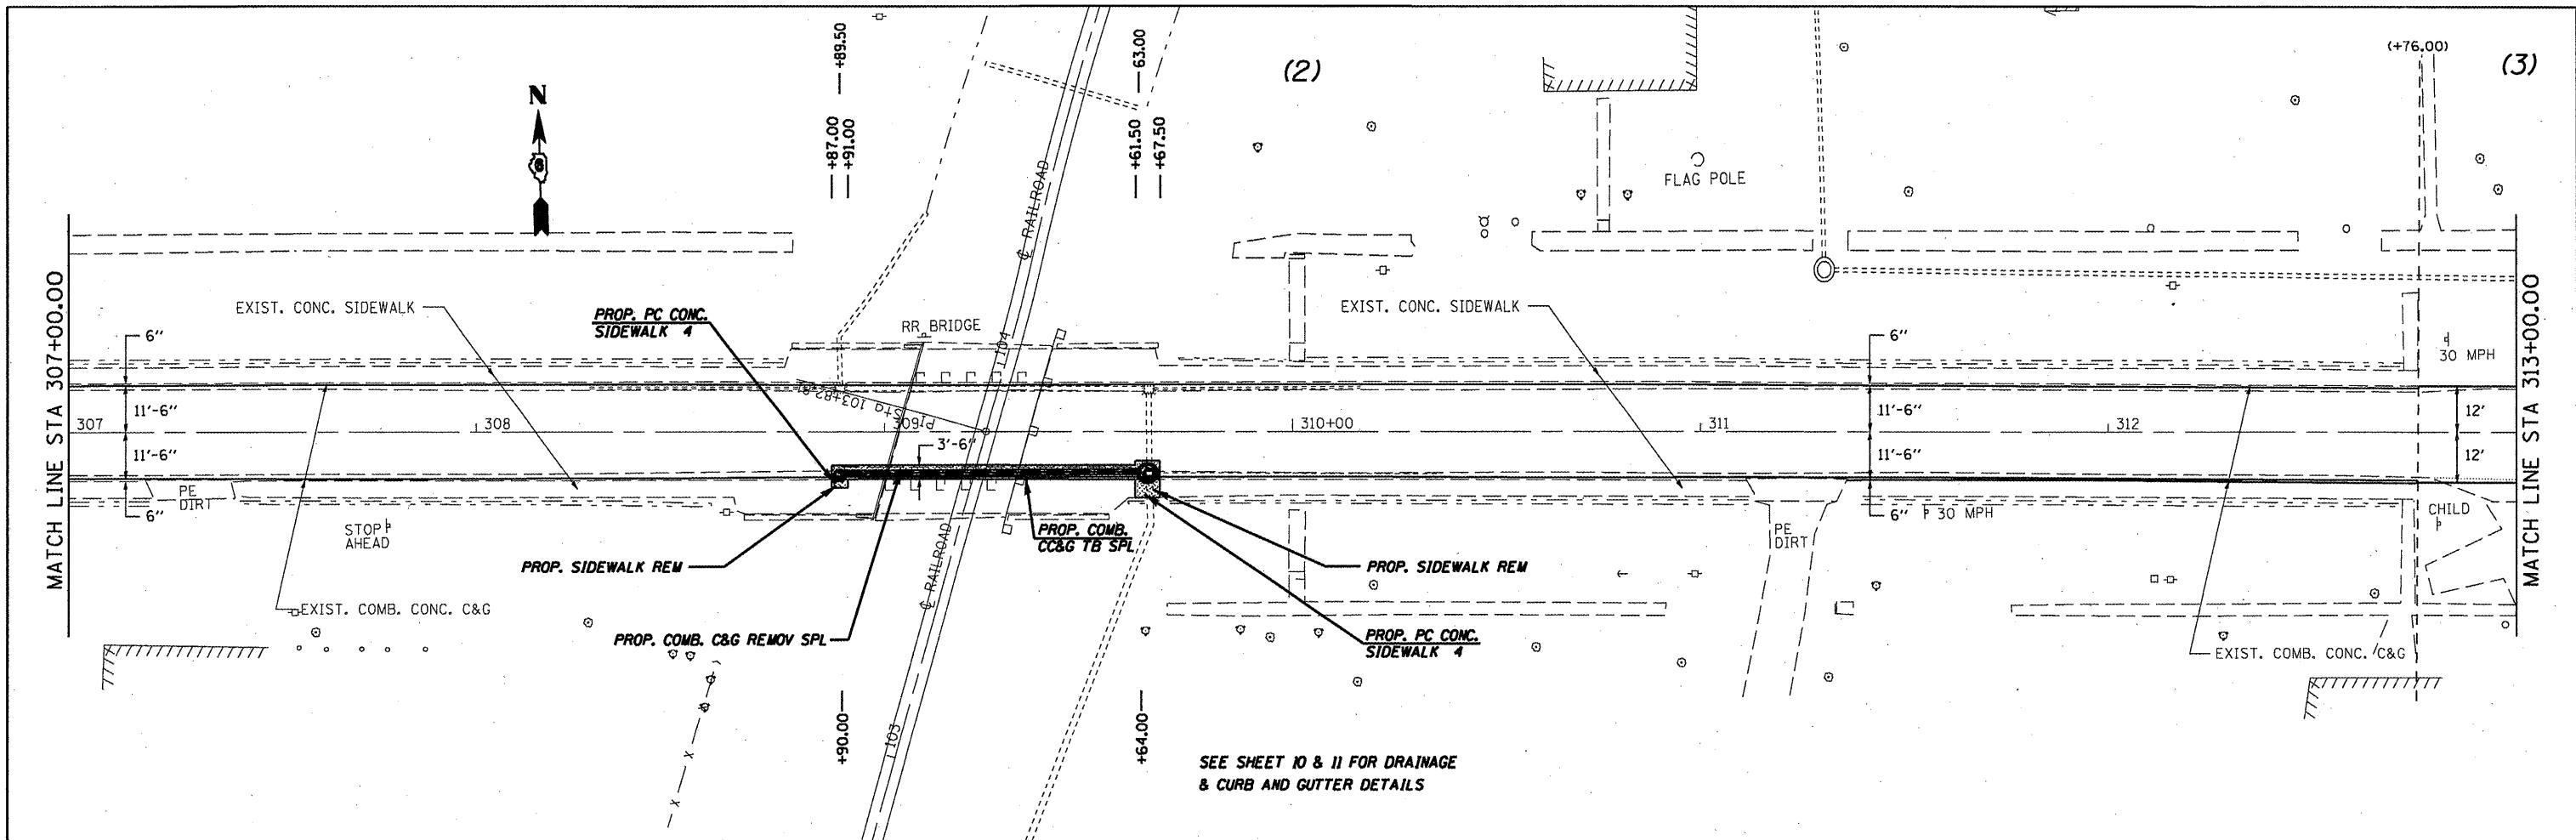 +89.50
63.00
(2)
(+76.00)
(3)
N
+87.00
+91.00
+61.50
+67.50
℄ RAILROAD
FLAG POLE
MATCH LINE STA 307+00.00
MATCH LINE STA 313+00.00
EXIST. CONC. SIDEWALK
PROP. PC CONC.
SIDEWALK 4
RR BRIDGE
104
EXIST. CONC. SIDEWALK
6"
6"
30 MPH
11'-6"
11'-6"
12'
307
308
309
310+00
311
312
3'-6"
11'-6"
11'-6"
12'
6"
6"
PE
DIRT
STOP
AHEAD
30 MPH
PE
DIRT
CHILD
PROP. COMB.
CC&G TB SPL
PROP. SIDEWALK REM
PROP. SIDEWALK REM
EXIST. COMB. CONC. C&G
℄ RAILROAD
PROP. COMB. C&G REMOV SPL
PROP. PC CONC.
SIDEWALK 4
EXIST. COMB. CONC. C&G
+90.00
103
+64.00
SEE SHEET 10 & 11 FOR DRAINAGE
& CURB AND GUTTER DETAILS
X
X